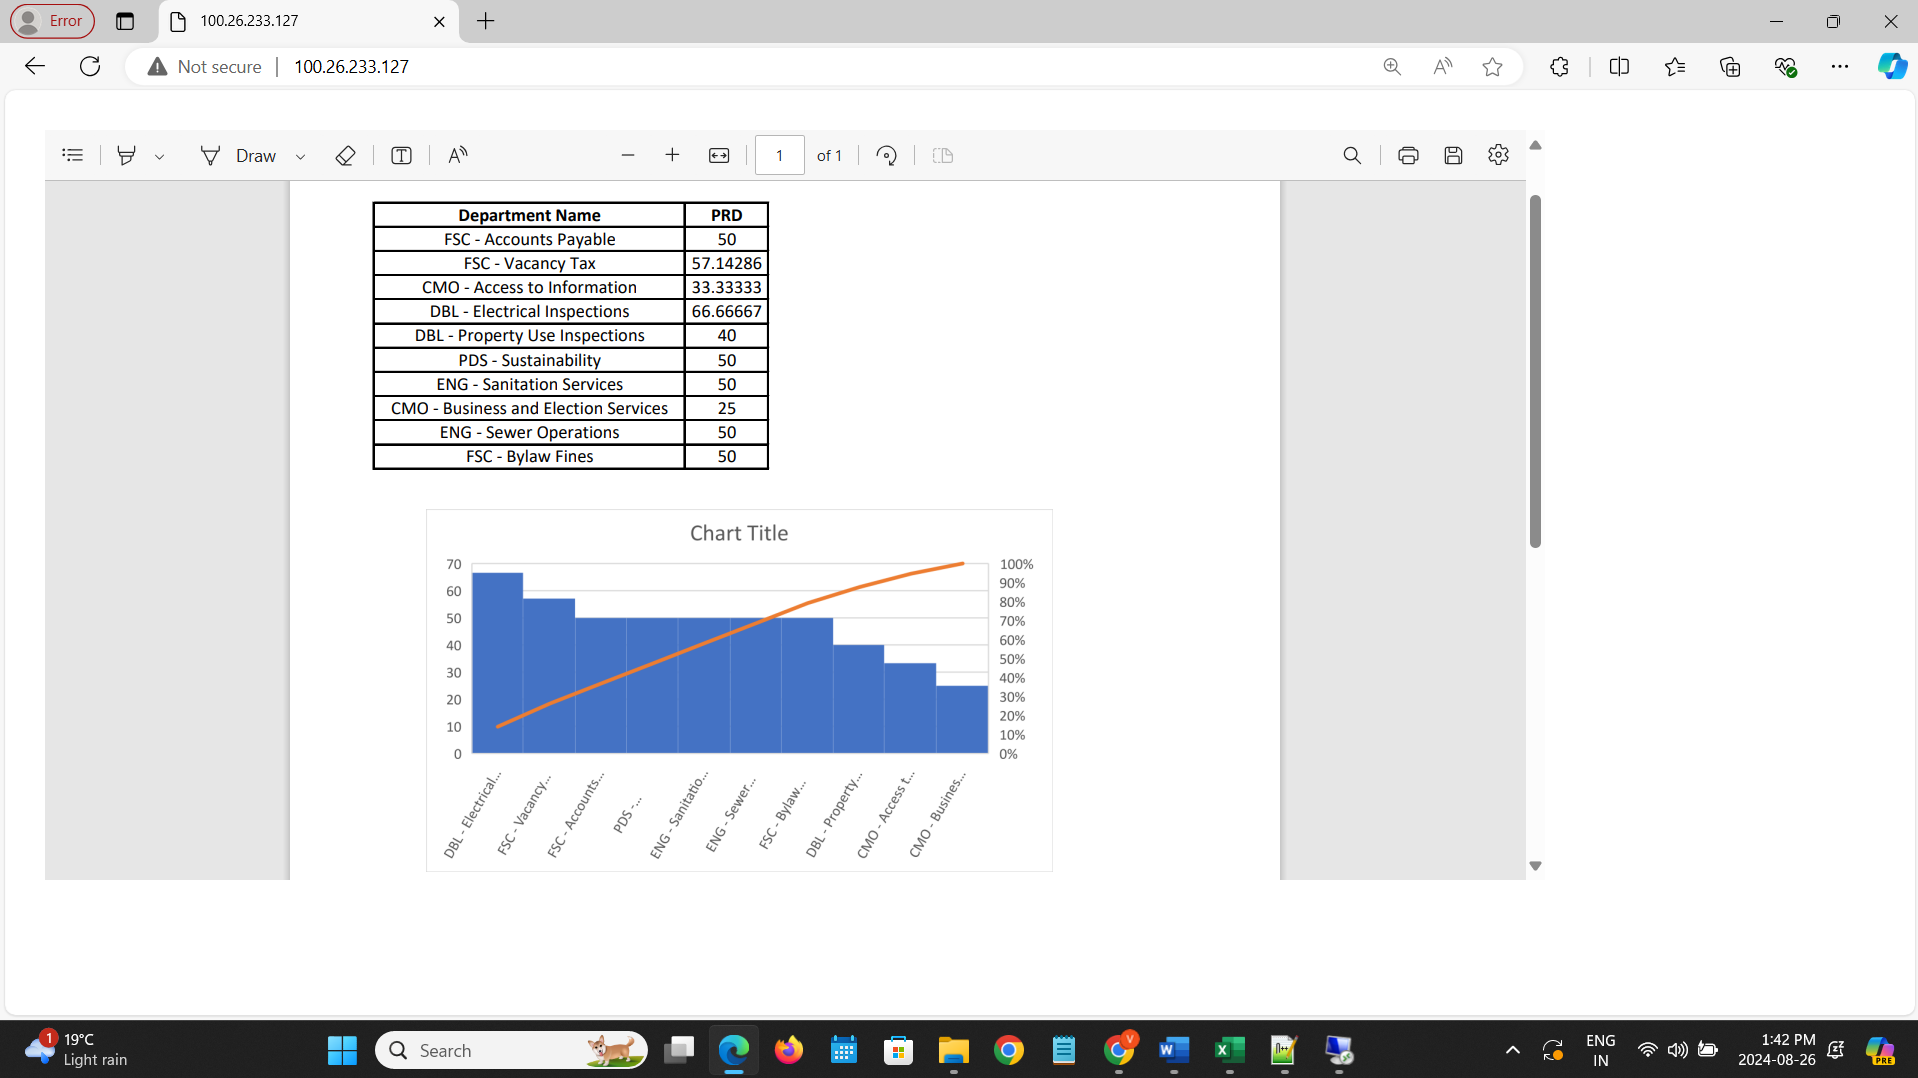 Error
100.26.233.127
Not secure
100.26.233.127
Draw
1
of 1
Department Name PRD
FSC - Accounts Payable 50
FSC - Vacancy Tax 57.14286
CMO - Access to Information 33.33333
DBL - Electrical Inspections 66.66667
DBL - Property Use Inspections 40
PDS - Sustainability 50
ENG - Sanitation Services 50
CMO - Business and Election Services 25
ENG - Sewer Operations 50
FSC - Bylaw Fines 50
Chart Title
70
60
50
40
30
20
10
0
100%
90%
80%
70%
60%
50%
40%
30%
20%
10%
0%
DBL - Electrical...
FSC - Vacancy...
FSC - Accounts...
PDS -...
ENG - Sanitatio...
ENG - Sewer...
FSC - Bylaw...
DBL - Property...
CMO - Access t...
CMO - Busines...
1
19°C
Light rain
Search
V
ENG
IN
1:42 PM
2024-08-26
PRE